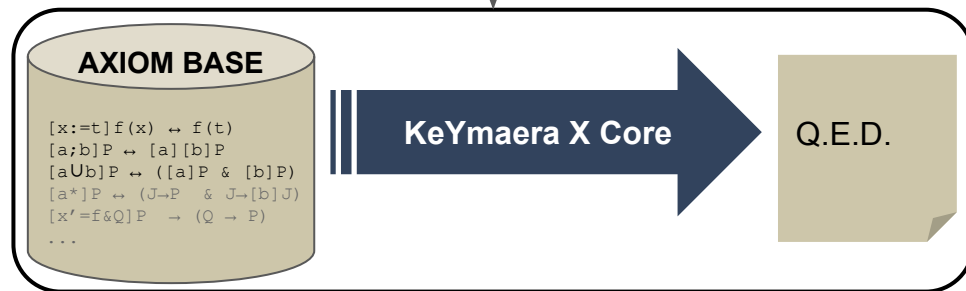 AXIOM BASE
[x:=t]f(x) ↔ f(t)
[a;b]P ↔ [a][b]P
[a∪b]P ↔ ([a]P & [b]P)
[a*]P ↔ (J→P & J→[b]J)
[x′=f&Q]P → (Q → P)
...
KeYmaera X Core
Q.E.D.